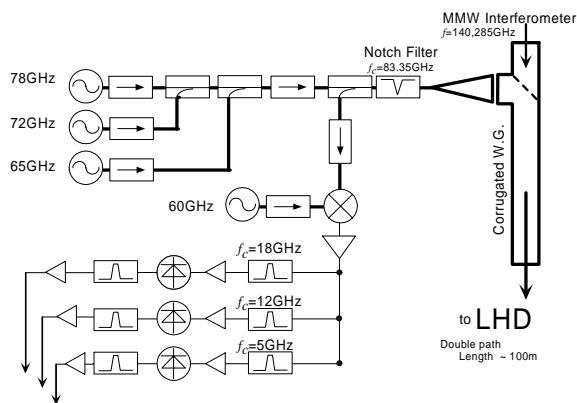 MMW Interferometer
f=140,285GHz
Notch Filter
fc=83.35GHz
78GHz
72GHz
65GHz
60GHz
Corrugated W.G.
fc=18GHz
fc=12GHz
fc=5GHz
to LHD
Double path
Length ~ 100m